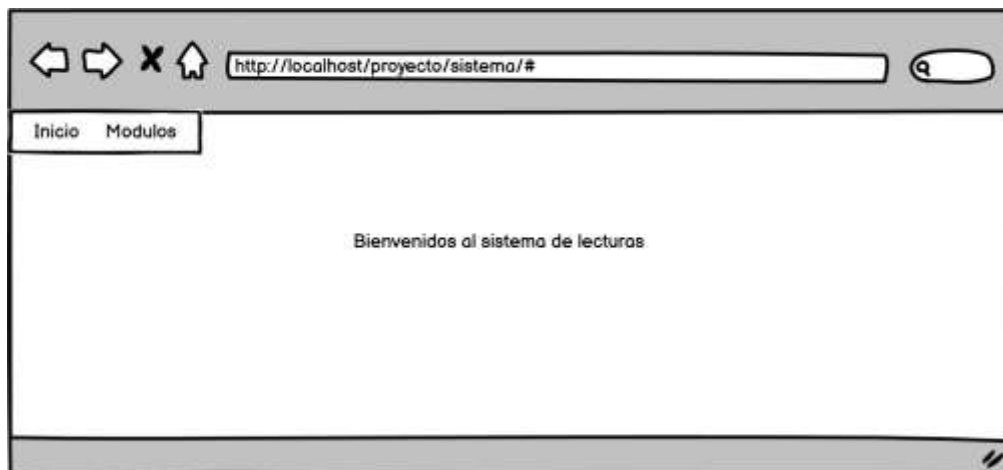 http://localhost/proyecto/sistema/#
Inicio Modulos
Bienvenidos al sistema de lecturas